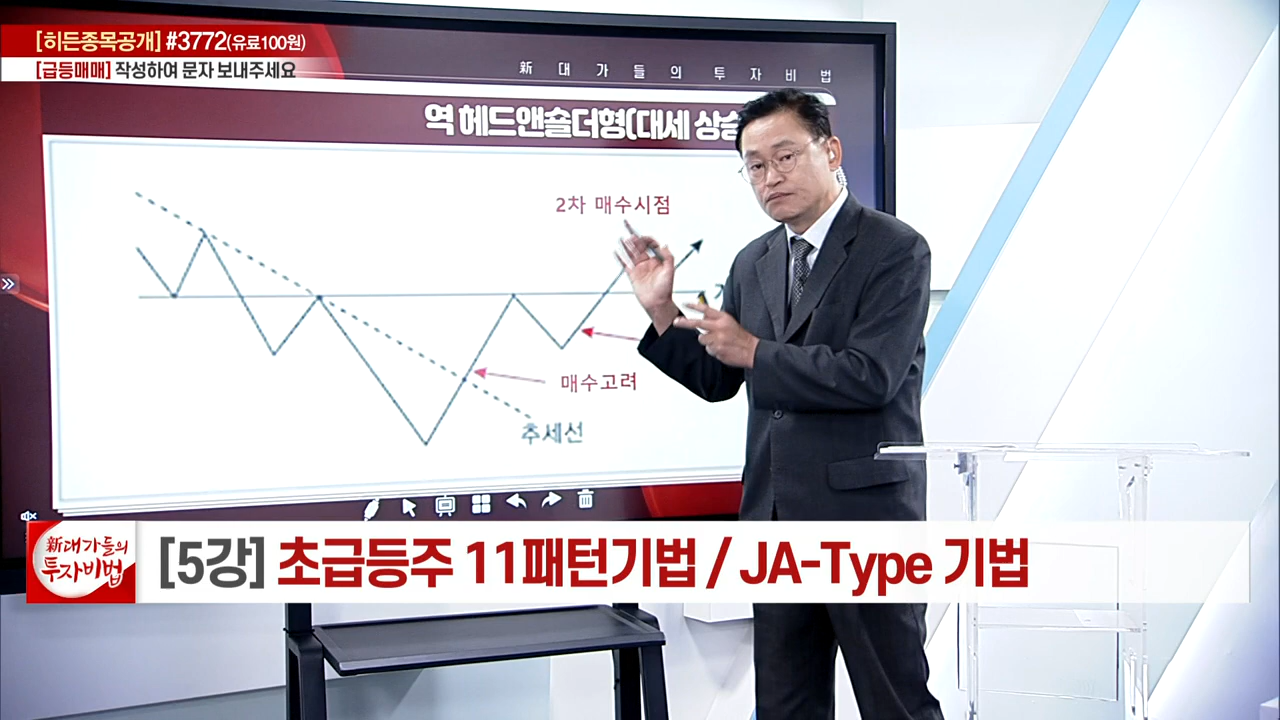 [히든종목공개] #3772(유료100원)
[급등매매] 작성하여 문자 보내주세요
新 대 가 들 의 투 자 비 법
역 헤드앤숄더형(대세 상승
2차 매수시점
매수고려
추세선
新대가들의
투자비법
[5강] 초급등주 11패턴기법 / JA-Type 기법